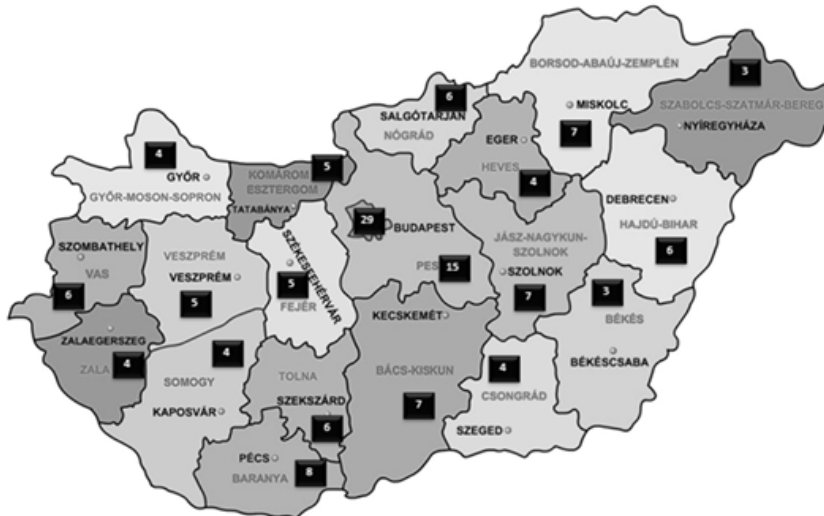 BORSOD-ABAÚJ-ZEMPLÉN
3
6
SALGÓTARJÁN
MISKOLC
SZABOLCS-SZATMÁR-BEREG
NÓGRÁD
7
NYÍREGYHÁZA
EGER
4
GYŐR
5
KOMÁROM
ESZTERGOM
HEVES
4
GYŐR-MOSON-SOPRON
TATABÁNYA
DEBRECEN
29
BUDAPEST
HAJDÚ-BIHAR
SZOMBATHELY
VESZPRÉM
SZÉKESFEHÉRVÁR
JÁSZ-NAGYKUN-
SZOLNOK
6
VAS
VESZPRÉM
PES
15
SZOLNOK
6
5
5
FEJÉR
7
3
KECSKEMÉT
BÉKÉS
ZALAEGERSZEG
4
ZALA
4
SOMOGY
TOLNA
BÁCS-KISKUN
4
BÉKÉSCSABA
CSONGRÁD
KAPOSVÁR
SZEKSZÁRD
7
6
SZEGED
PÉCS
BARANYA
8